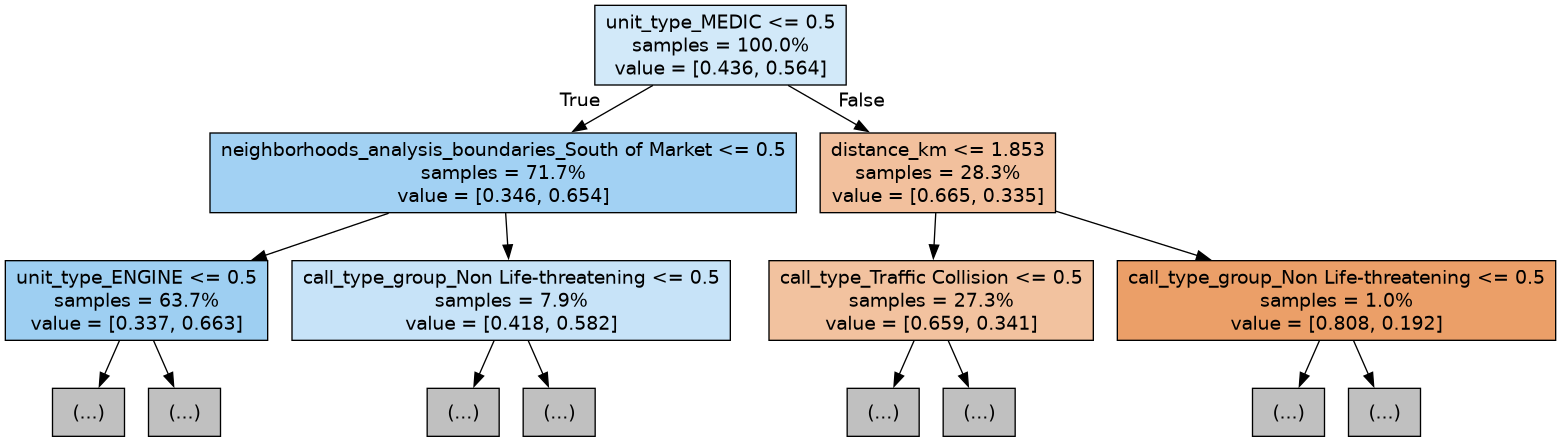 unit_type_MEDIC <= 0.5
samples = 100.0%
value = [0.436, 0.564]
True
False
neighborhoods_analysis_boundaries_South of Market <= 0.5
samples = 71.7%
value = [0.346, 0.654]
distance_km <= 1.853
samples = 28.3%
value = [0.665, 0.335]
unit_type_ENGINE <= 0.5
samples = 63.7%
value = [0.337, 0.663]
call_type_group_Non Life-threatening <= 0.5
samples = 7.9%
value = [0.418, 0.582]
call_type_Traffic Collision <= 0.5
samples = 27.3%
value = [0.659, 0.341]
call_type_group_Non Life-threatening <= 0.5
samples = 1.0%
value = [0.808, 0.192]
(...)
(...)
(...)
(...)
(...)
(...)
(...)
(...)